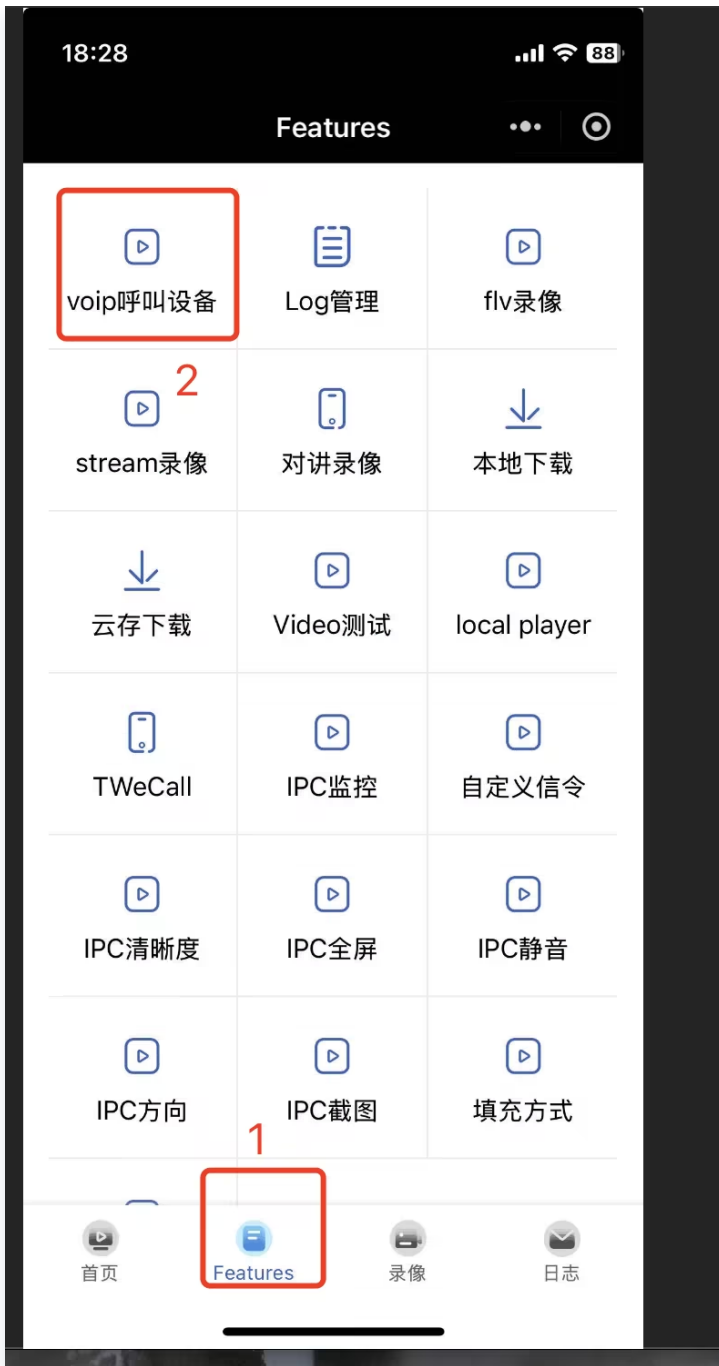 18:28
88
Features
voip呼叫设备
Log管理
flv录像
2
stream录像
对讲录像
本地下载
云存下载
Video测试
local player
TWeCall
IPC监控
自定义信令
IPC清晰度
IPC全屏
IPC静音
IPC方向
IPC截图
填充方式
1
首页
Features
录像
日志